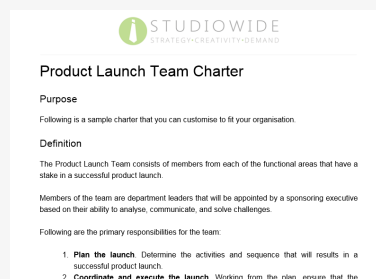 STUDIOWIDE
STRATEGY•CREATIVITY•DEMAND
Product Launch Team Charter
Purpose
Following is a sample charter that you can customise to fit your organisation.
Definition
The Product Launch Team consists of members from each of the functional areas that have a
stake in a successful product launch.
Members of the team are department leaders that will be appointed by a sponsoring executive
based on their ability to analyse, communicate, and solve challenges.
Following are the primary responsibilities for the team:
1. Plan the launch. Determine the activities and sequence that will results in a
successful product launch.
2. Coordinate and execute the launch. Working from the plan, ensure that the